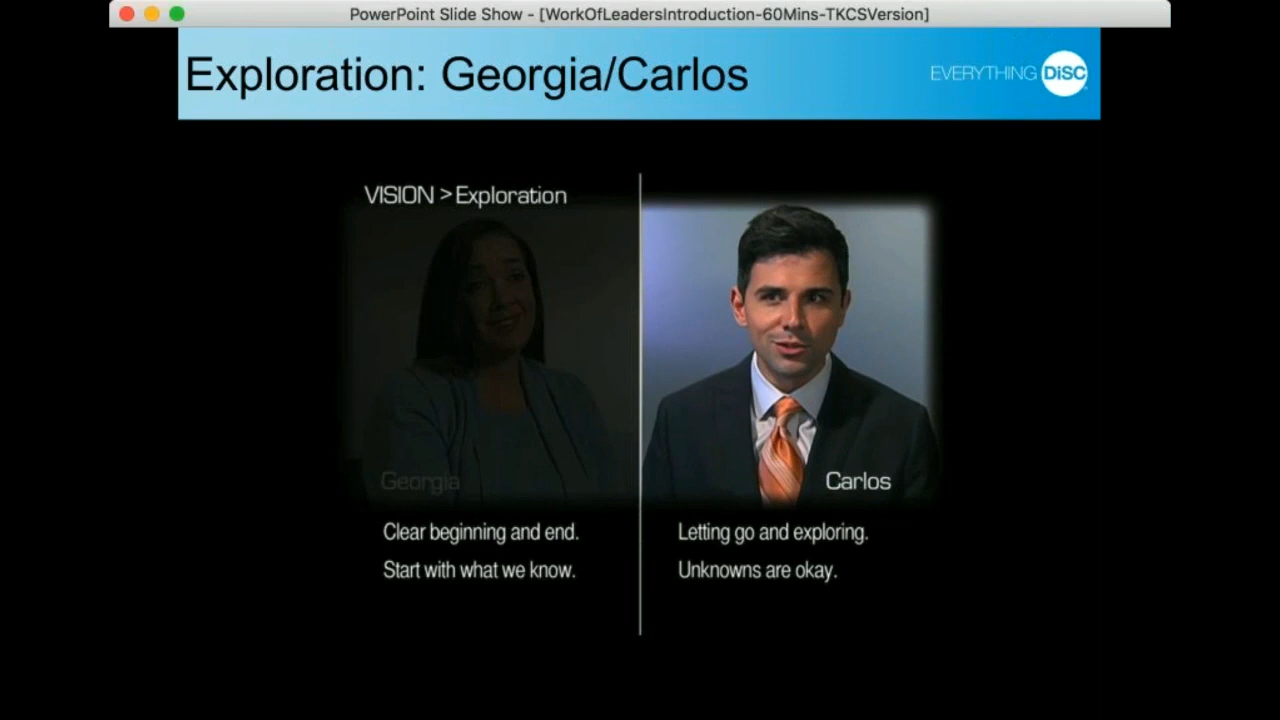 PowerPoint Slide Show - [WorkOfLeadersIntroduction-60Mins-TKCSVersion]
Exploration: Georgia/Carlos
EVERYTHING DiSC
VISION > Exploration
Georgia
Carlos
Clear beginning and end.
Start with what we know.
Letting go and exploring.
Unknowns are okay.